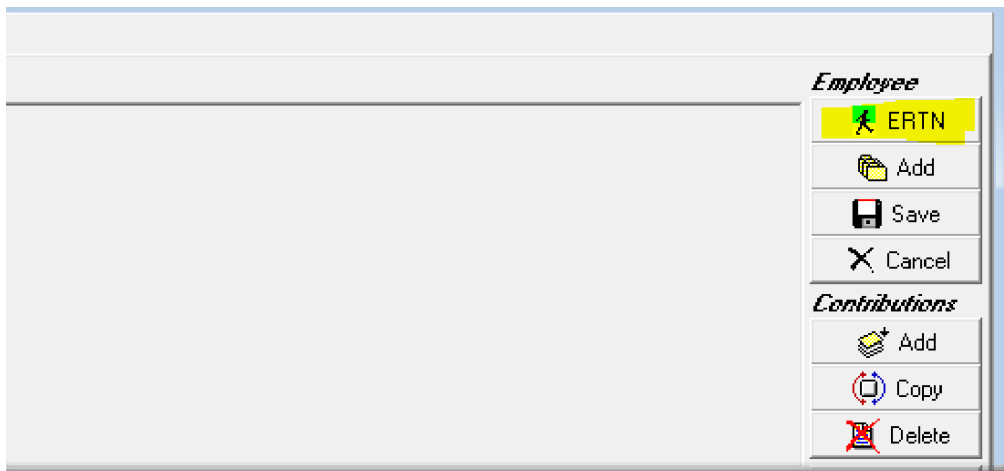 Employee
ERTN
Add
Save
Cancel
Contributions
Add
Copy
Delete